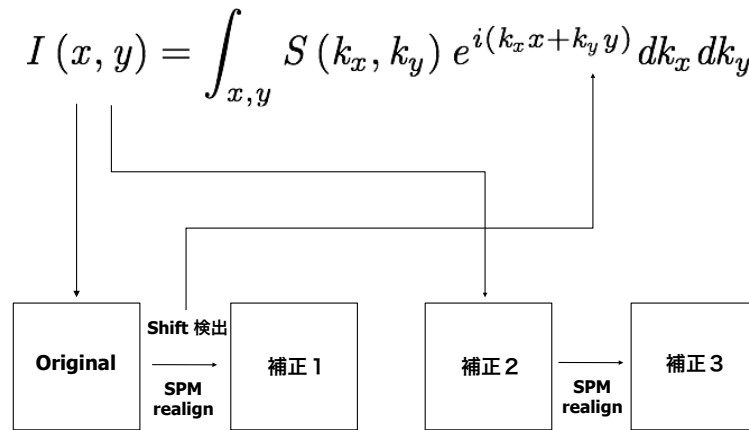 I (x, y) = ∫_{x,y} S (k_x, k_y) e^{i(k_x x + k_y y)} dk_x dk_y
Original
Shift 検出
SPM
realign
補正1
補正2
SPM
realign
補正3